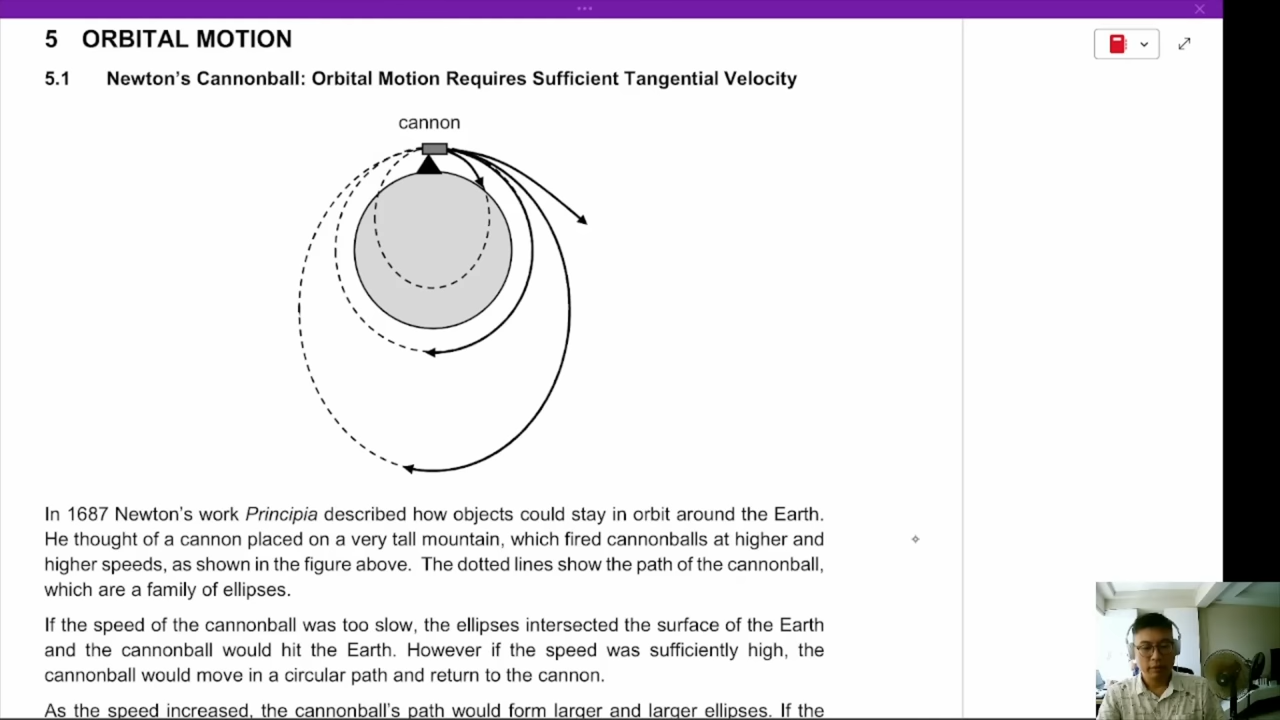 5 ORBITAL MOTION
5.1 Newton's Cannonball: Orbital Motion Requires Sufficient Tangential Velocity
cannon
In 1687 Newton's work Principia described how objects could stay in orbit around the Earth.
He thought of a cannon placed on a very tall mountain, which fired cannonballs at higher and
higher speeds, as shown in the figure above. The dotted lines show the path of the cannonball,
which are a family of ellipses.
If the speed of the cannonball was too slow, the ellipses intersected the surface of the Earth
and the cannonball would hit the Earth. However if the speed was sufficiently high, the
cannonball would move in a circular path and return to the cannon.
As the speed increased, the cannonball's path would form larger and larger ellipses. If the